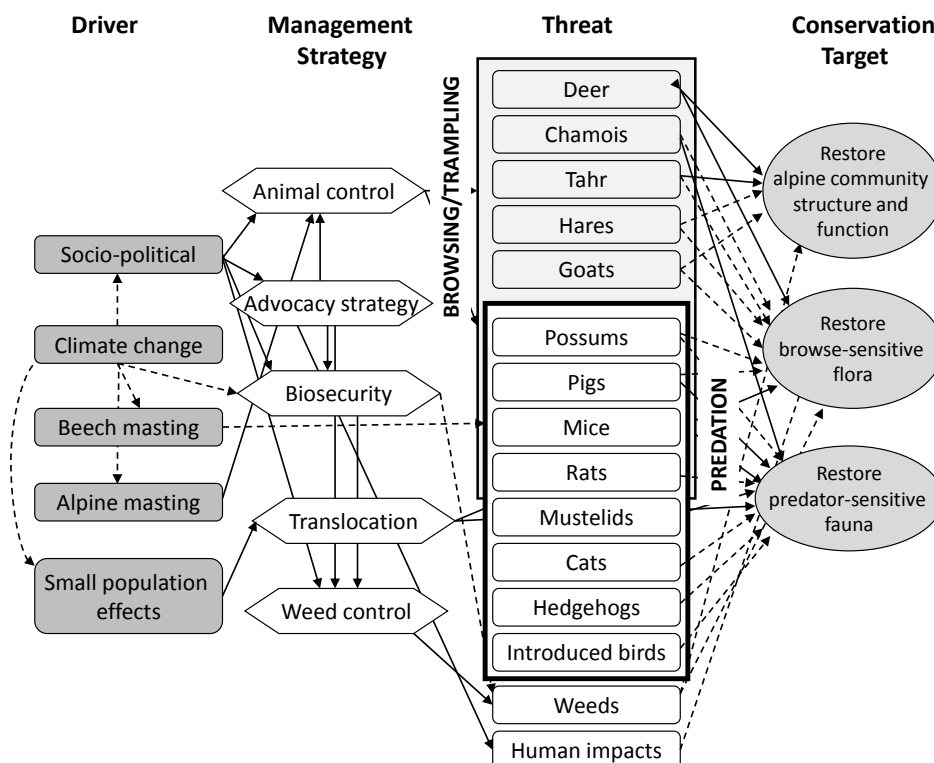 Driver
Management
Strategy
Threat
Conservation
Target
BROWSING/TRAMPLING
Deer
Chamois
Tahr
Hares
Goats
Possums
Pigs
Mice
Rats
Mustelids
Cats
Hedgehogs
Introduced birds
Weeds
Human impacts
PREDATION
Animal control
Advocacy strategy
Biosecurity
Translocation
Weed control
Socio-political
Climate change
Beech masting
Alpine masting
Small population
effects
Restore
alpine community
structure and
function
Restore
browse-sensitive
flora
Restore
predator-sensitive
fauna